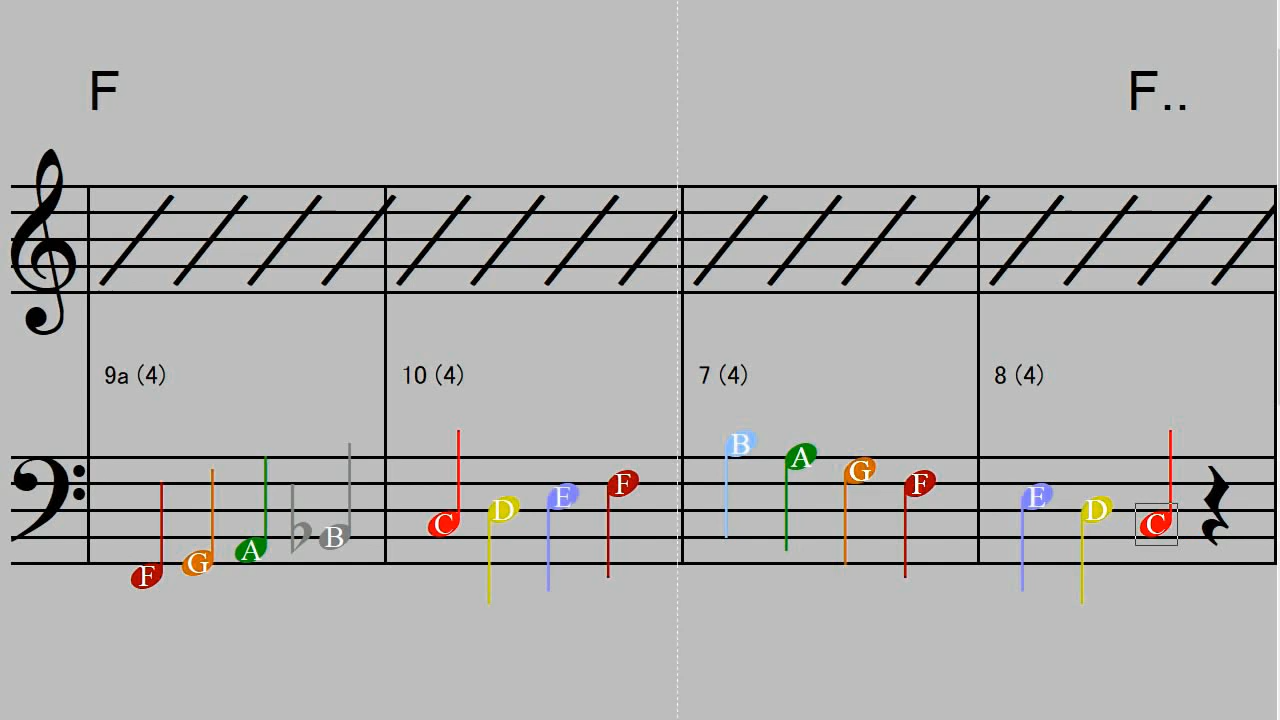 F F..
9a (4) 10 (4) 7 (4) 8 (4)
F G A ♭ B C D E F B A G F E D C